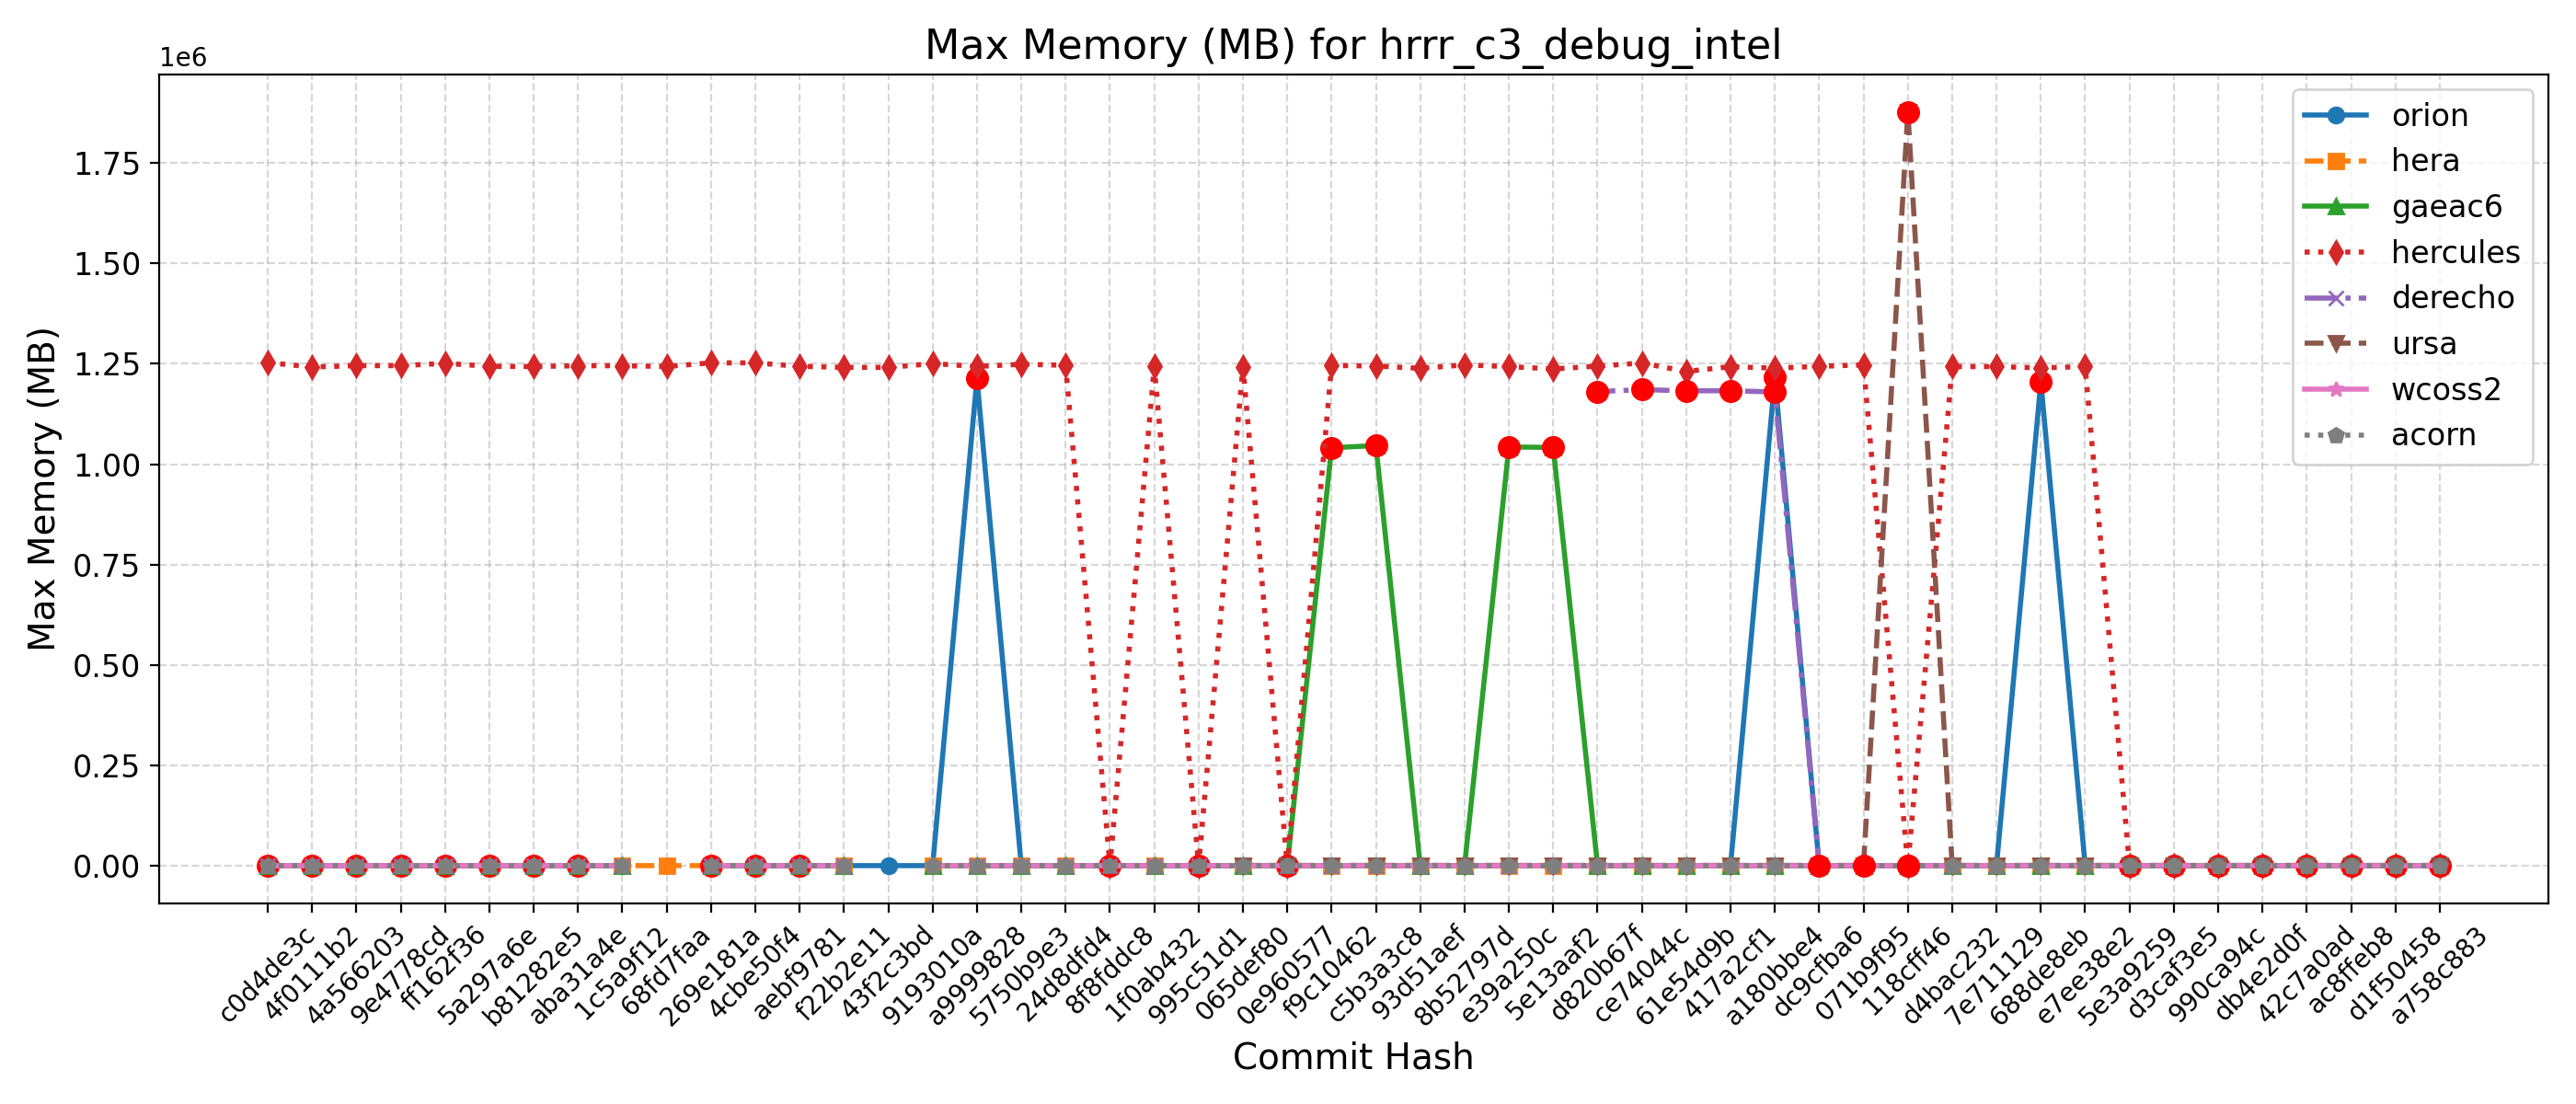 Max Memory (MB) for hrrr_c3_debug_intel
1e6
1.75
1.50
1.25
1.00
0.75
0.50
0.25
0.00
Max Memory (MB)
orion
hera
gaeac6
hercules
derecho
ursa
wcoss2
acorn
c0d4de3c
4f0111b2
4a566203
9e4778cd
ff162f36
5a297a6e
b81282e5
aba31a4e
1c5a9f12
68fd7faa
269e181a
4cbe50f4
aebf9781
f22b2e11
43f2c3bd
9193010a
a9999828
5750b9e3
24d8dfd4
8f8fddc8
1f0ab432
995c51d1
065def80
0e960577
f9c10462
c5b3a3c8
93d51aef
8b52797d
e39a250c
5e13aaf2
d820b67f
ce74044c
61e54d9b
417a2cf1
a180bbe4
dc9cfba6
071b9f95
118cff46
d4bac232
7e711129
688de8eb
e7ee38e2
5e3a9259
d3caf3e5
990ca94c
db4e2d0f
42c7a0ad
ac8ffeb8
d1f50458
a758c883
Commit Hash